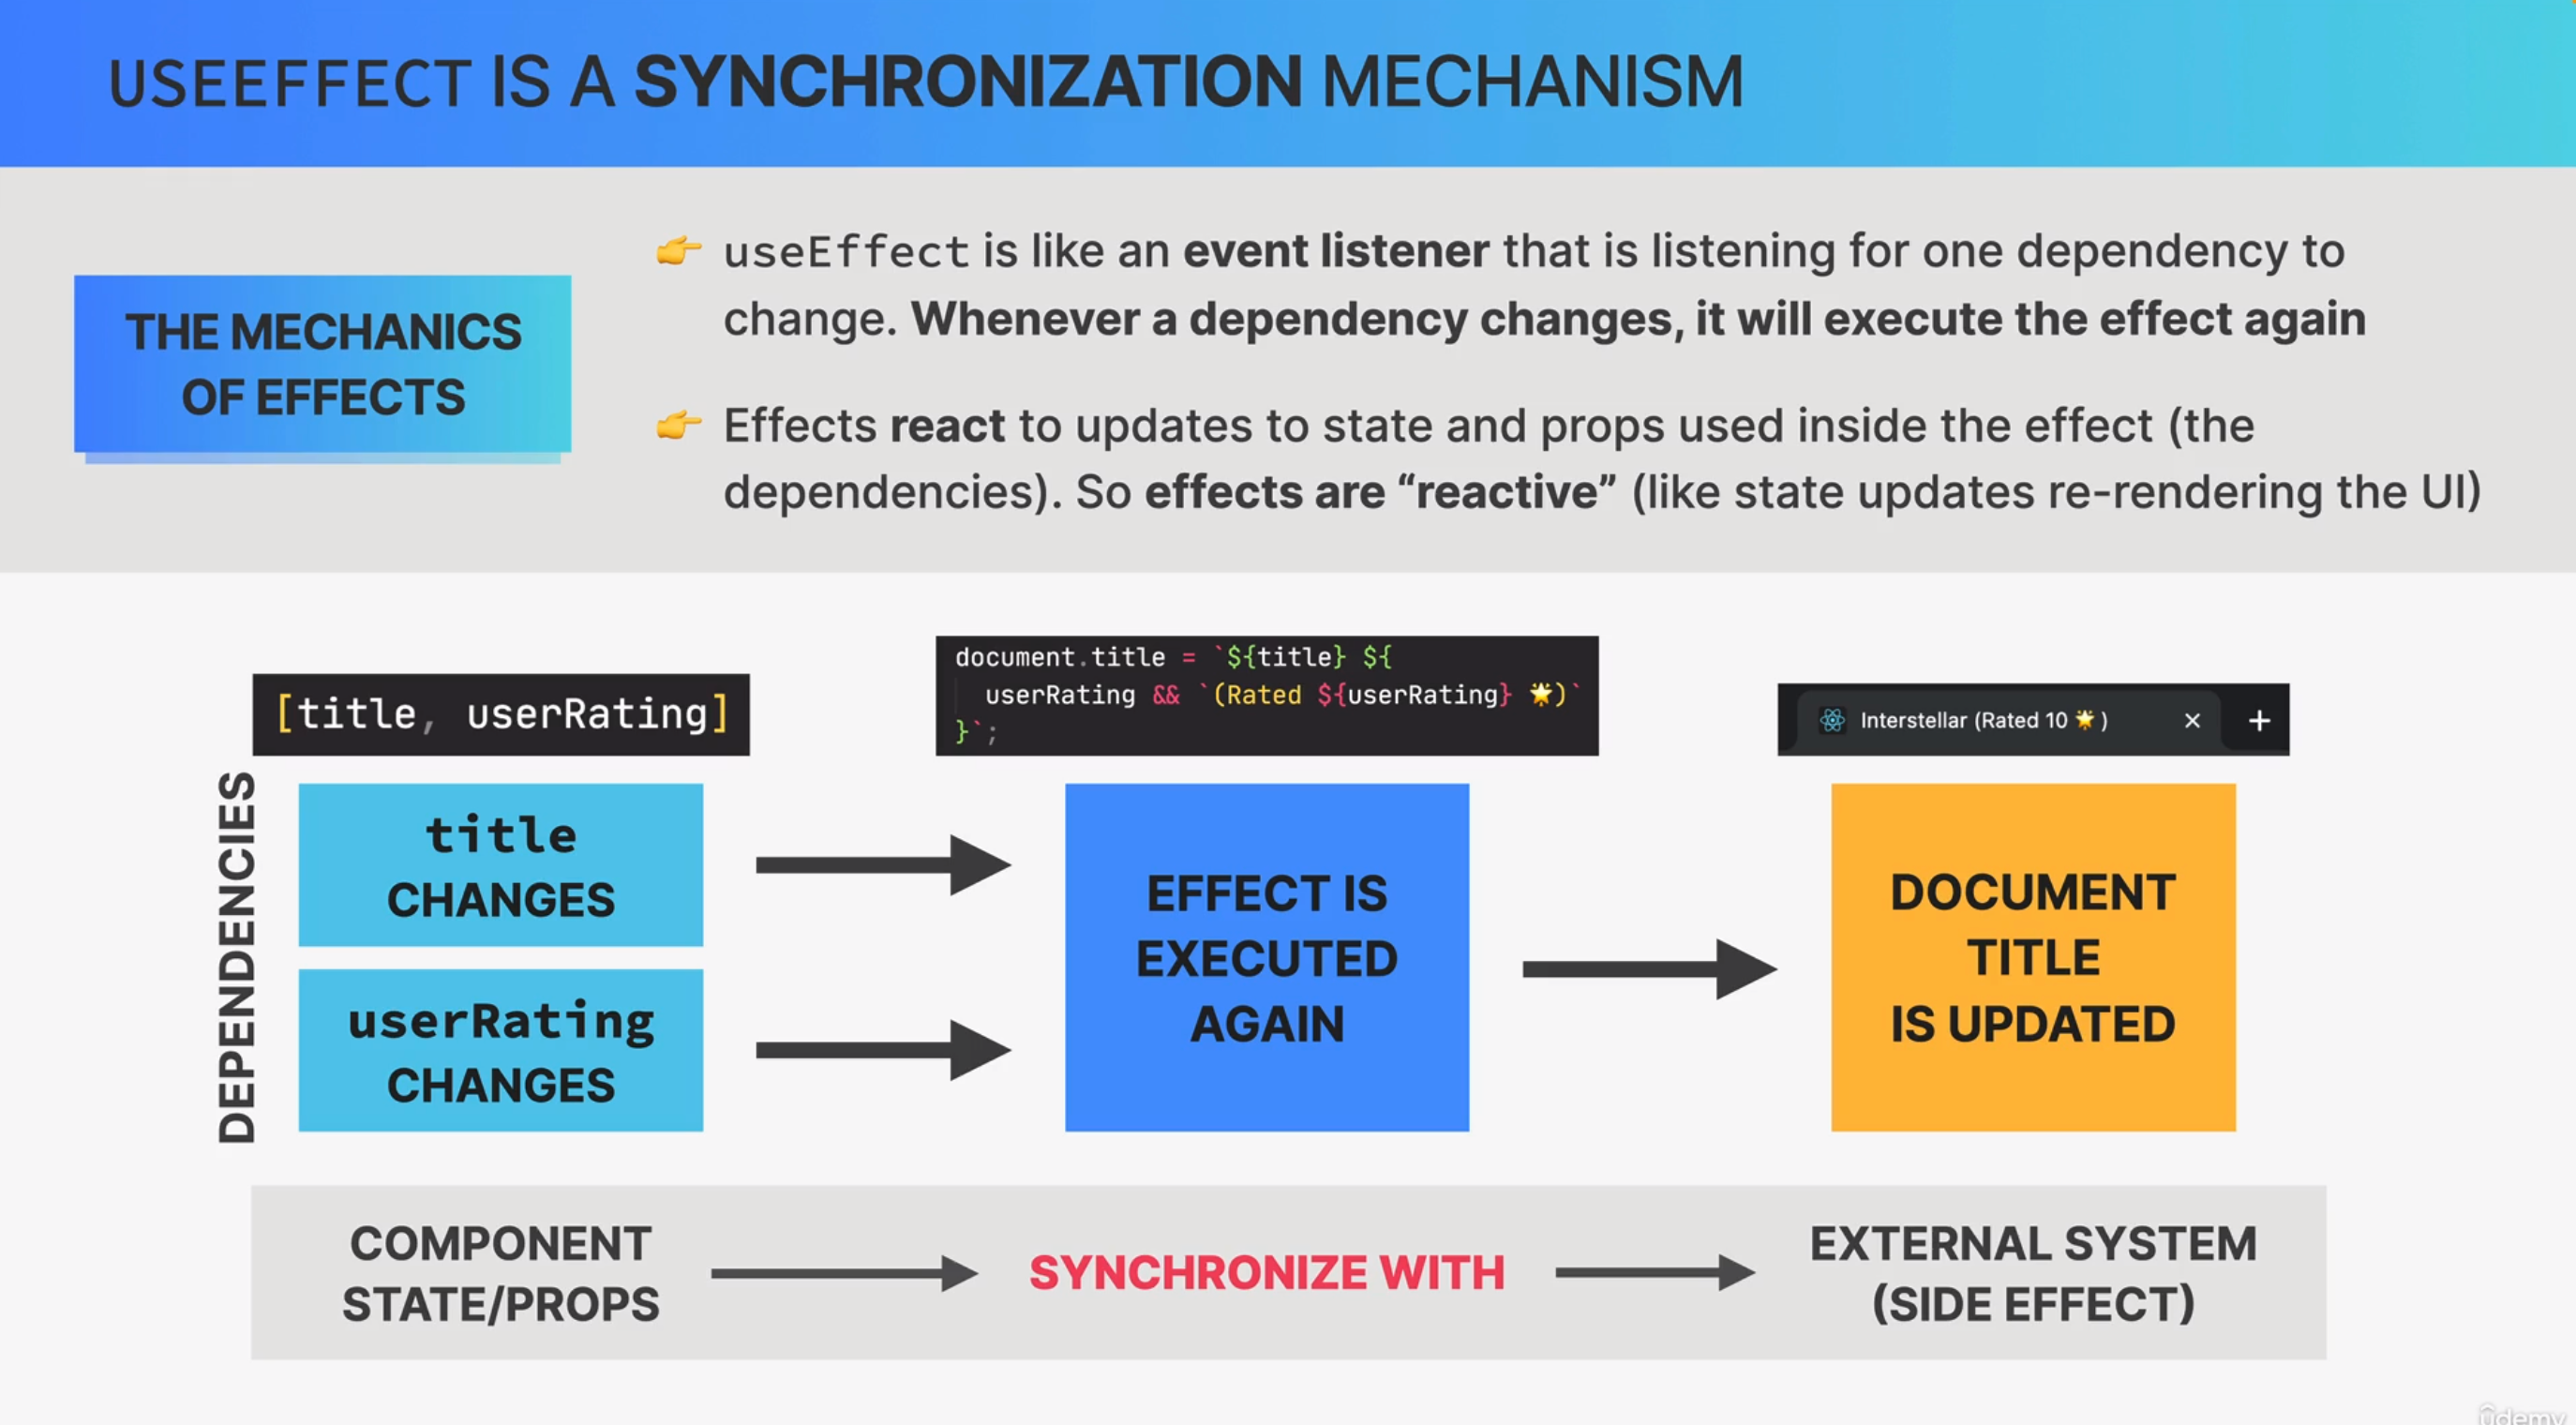 USEEFFECT IS A SYNCHRONIZATION MECHANISM
THE MECHANICS
OF EFFECTS
👉 useEffect is like an event listener that is listening for one dependency to
change. Whenever a dependency changes, it will execute the effect again
👉 Effects react to updates to state and props used inside the effect (the
dependencies). So effects are “reactive” (like state updates re-rendering the UI)
[title, userRating]
document.title = `${title} ${
userRating && `(Rated ${userRating} 🌟)`
}`;
Interstellar (Rated 10 🌟 ) × +
DEPENDENCIES
title
CHANGES
userRating
CHANGES
EFFECT IS
EXECUTED
AGAIN
DOCUMENT
TITLE
IS UPDATED
COMPONENT
STATE/PROPS
SYNCHRONIZE WITH
EXTERNAL SYSTEM
(SIDE EFFECT)
ûdemy